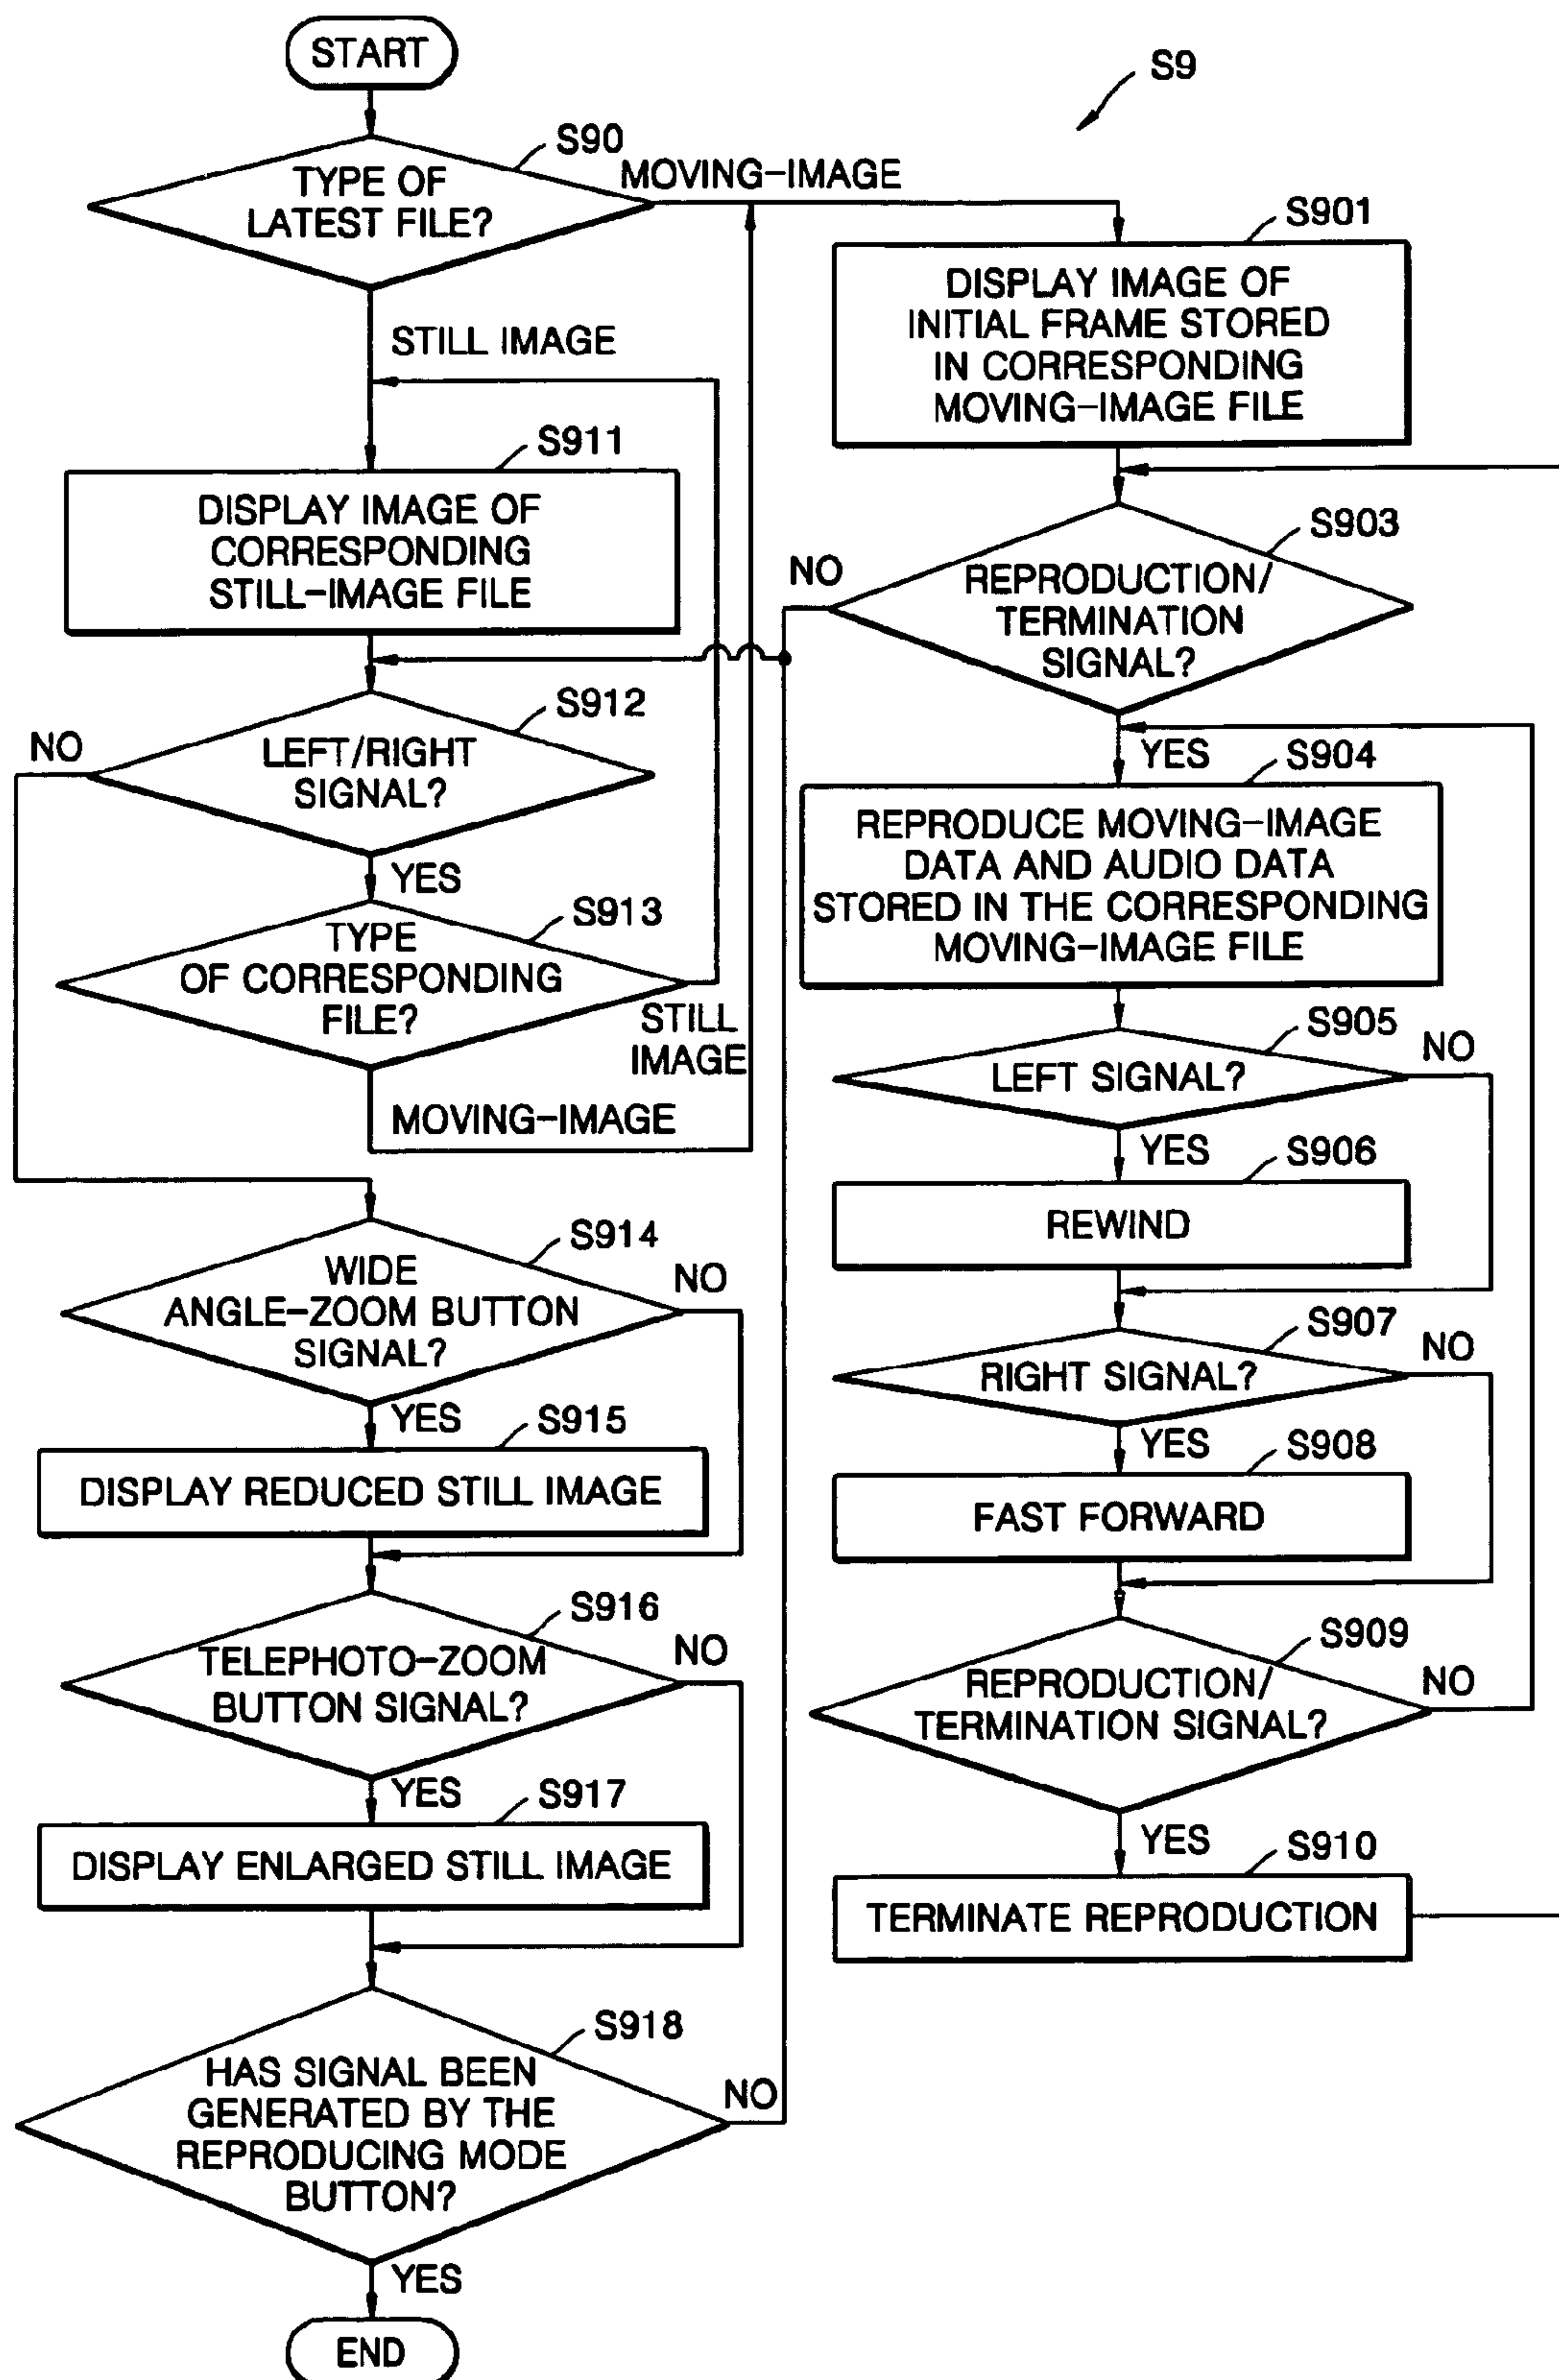 START
S9
S90
TYPE OF
LATEST FILE?
MOVING-IMAGE
STILL IMAGE
S911
DISPLAY IMAGE OF
CORRESPONDING
STILL-IMAGE FILE
S912
LEFT/RIGHT
SIGNAL?
NO
YES
S913
TYPE
OF CORRESPONDING
FILE?
STILL
IMAGE
MOVING-IMAGE
S914
WIDE
ANGLE-ZOOM BUTTON
SIGNAL?
NO
YES
S915
DISPLAY REDUCED STILL IMAGE
S916
TELEPHOTO-ZOOM
BUTTON SIGNAL?
NO
YES
S917
DISPLAY ENLARGED STILL IMAGE
S918
HAS SIGNAL BEEN
GENERATED BY THE
REPRODUCING MODE
BUTTON?
NO
YES
END
S901
DISPLAY IMAGE OF
INITIAL FRAME STORED
IN CORRESPONDING
MOVING-IMAGE FILE
S903
REPRODUCTION/
TERMINATION
SIGNAL?
NO
YES
S904
REPRODUCE MOVING-IMAGE
DATA AND AUDIO DATA
STORED IN THE CORRESPONDING
MOVING-IMAGE FILE
S905
LEFT SIGNAL?
NO
YES
S906
REWIND
S907
RIGHT SIGNAL?
NO
YES
S908
FAST FORWARD
S909
REPRODUCTION/
TERMINATION SIGNAL?
NO
YES
S910
TERMINATE REPRODUCTION